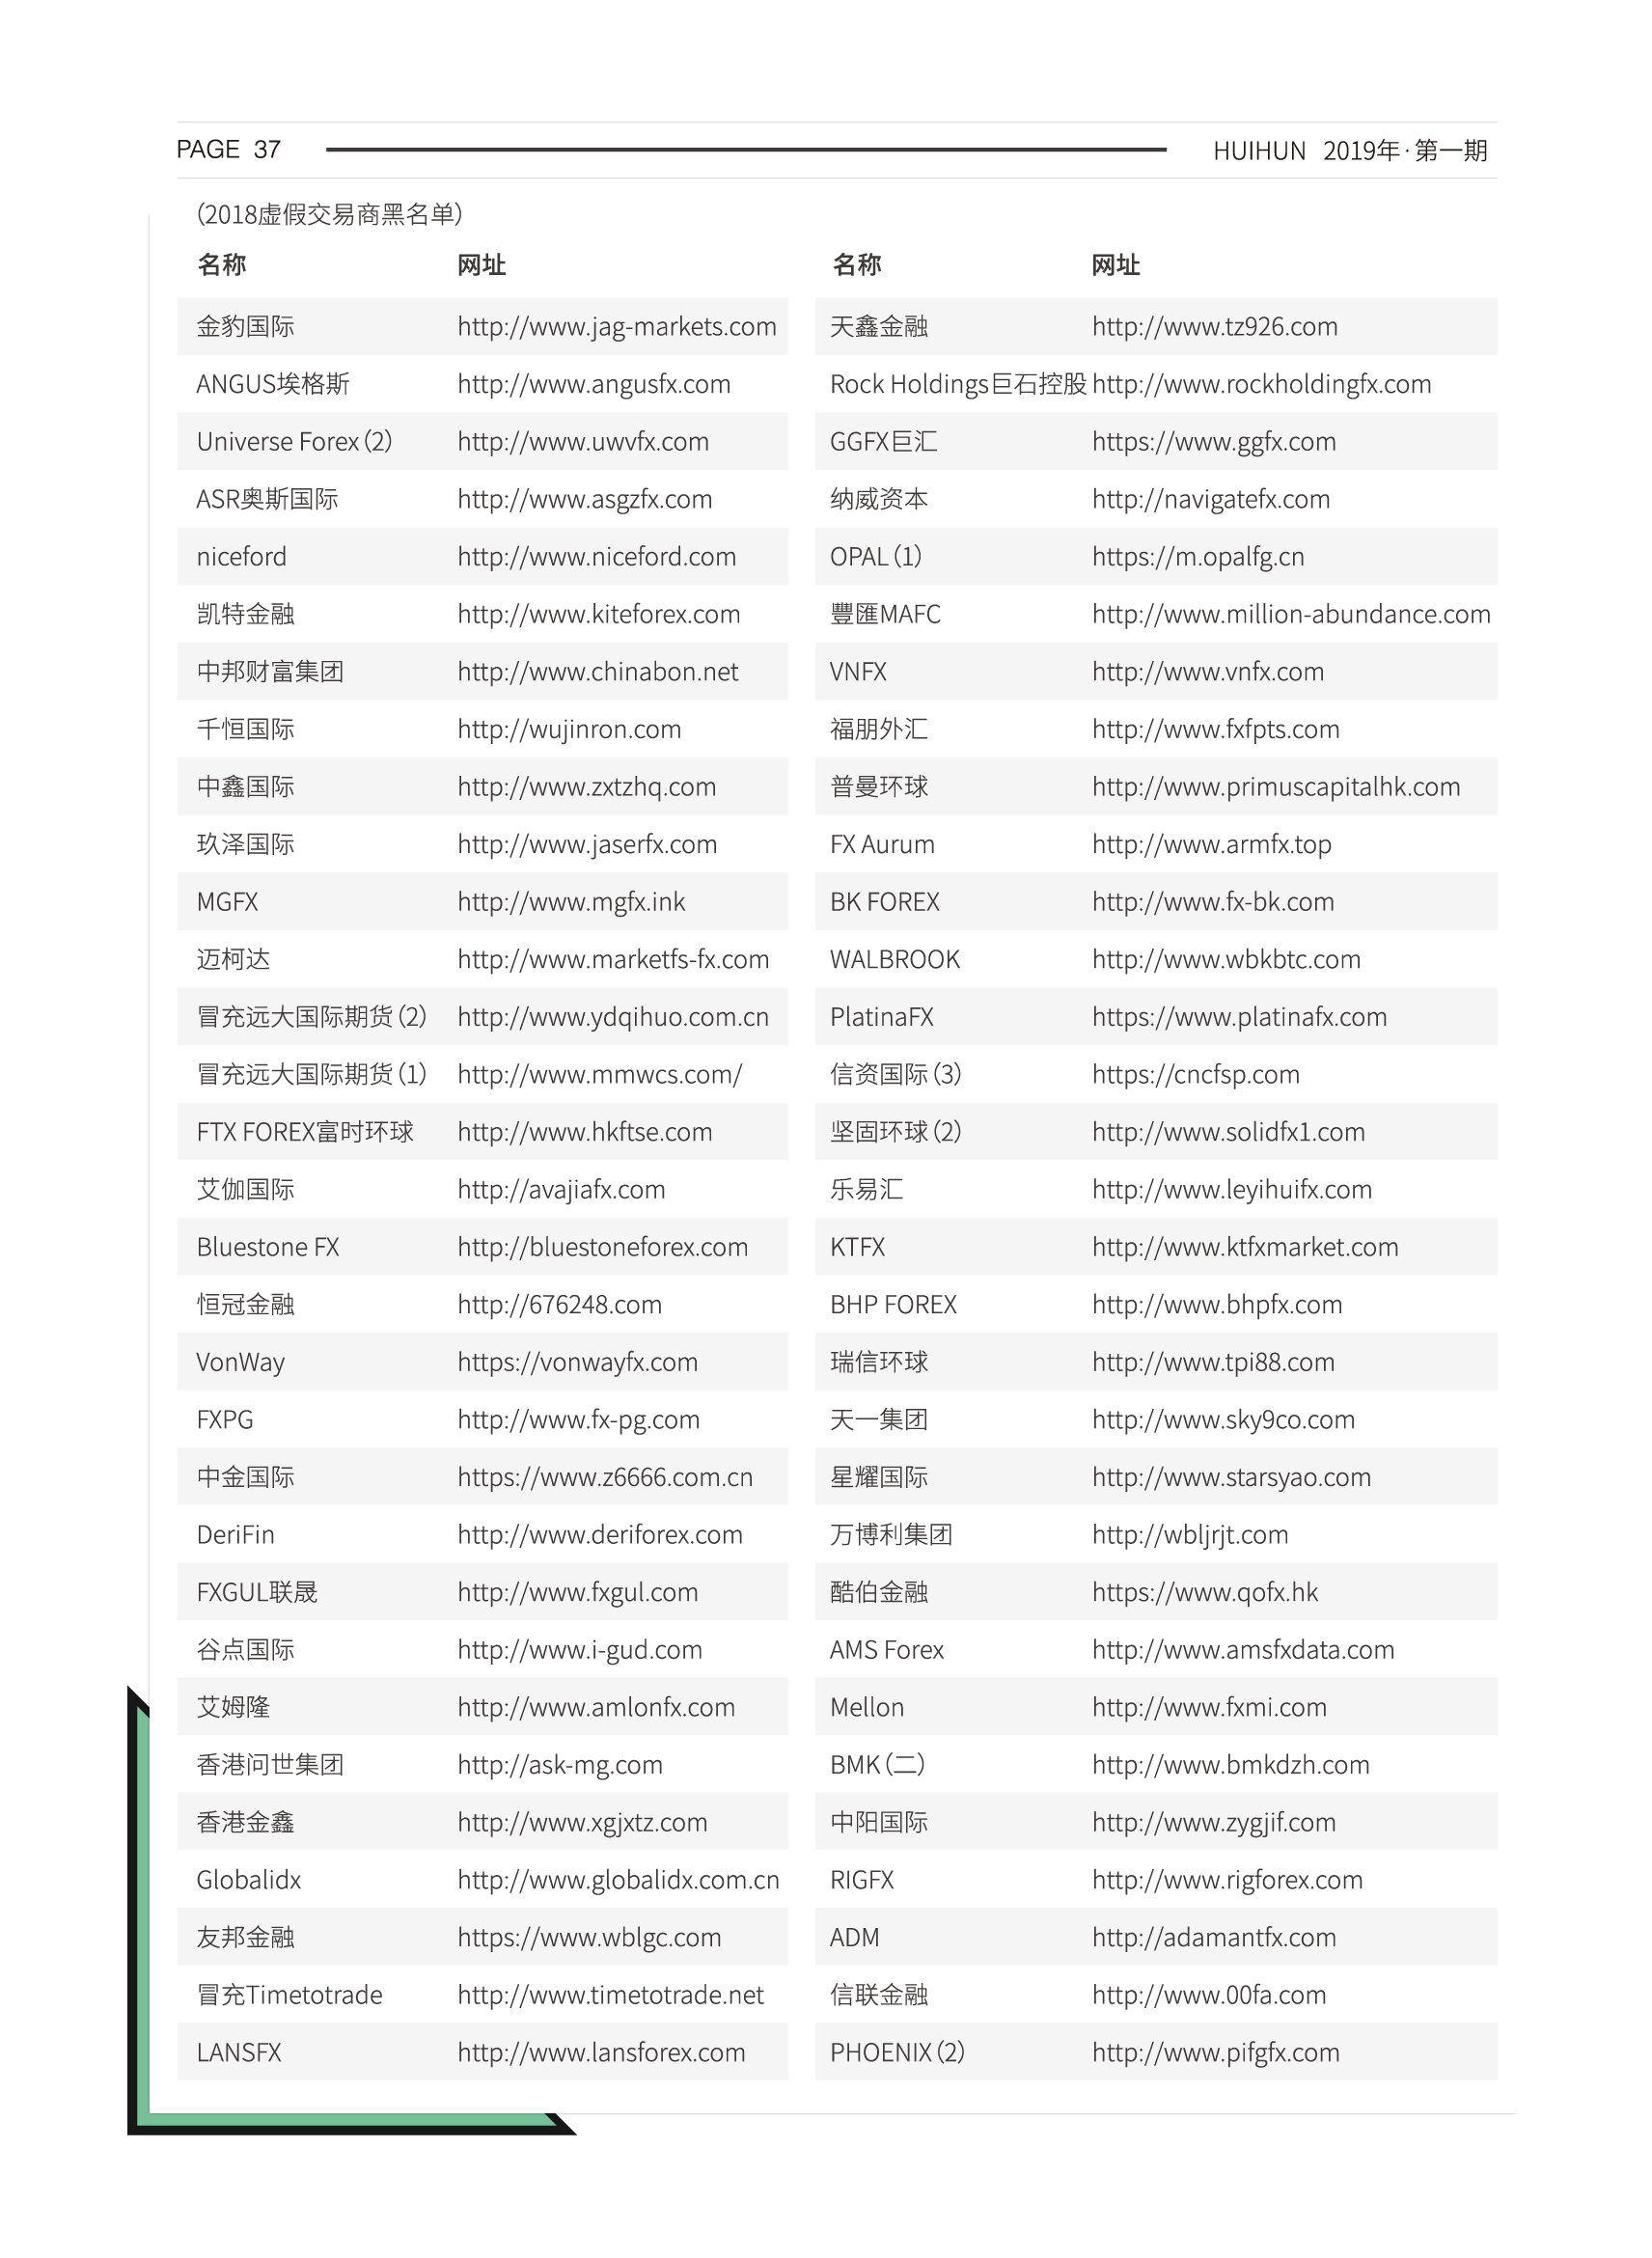 PAGE 37
HUIHUN 2019年·第一期
（2018虚假交易商黑名单）
名称 网址 名称 网址
金豹国际 http://www.jag-markets.com 天鑫金融 http://www.tz926.com
ANGUS埃格斯 http://www.angusfx.com Rock Holdings巨石控股 http://www.rockholdingfx.com
Universe Forex（2） http://www.uwvfx.com GGFX巨汇 https://www.ggfx.com
ASR奥斯国际 http://www.asgzfx.com 纳威资本 http://navigatefx.com
niceford http://www.niceford.com OPAL（1） https://m.opalfg.cn
凯特金融 http://www.kiteforex.com 豐匯MAFC http://www.million-abundance.com
中邦财富集团 http://www.chinabon.net VNFX http://www.vnfx.com
千恒国际 http://wujinron.com 福朋外汇 http://www.fxfpts.com
中鑫国际 http://www.zxtzhq.com 普曼环球 http://www.primuscapitalhk.com
玖泽国际 http://www.jaserfx.com FX Aurum http://www.armfx.top
MGFX http://www.mgfx.ink BK FOREX http://www.fx-bk.com
迈柯达 http://www.marketfs-fx.com WALBROOK http://www.wbkbtc.com
冒充远大国际期货（2） http://www.ydqihuo.com.cn PlatinaFX https://www.platinafx.com
冒充远大国际期货（1） http://www.mmwcs.com/ 信资国际（3） https://cncfsp.com
FTX FOREX富时环球 http://www.hkftse.com 坚固环球（2） http://www.solidfx1.com
艾伽国际 http://avajiafx.com 乐易汇 http://www.leyihuifx.com
Bluestone FX http://bluestoneforex.com KTFX http://www.ktfxmarket.com
恒冠金融 http://676248.com BHP FOREX http://www.bhpfx.com
VonWay https://vonwayfx.com 瑞信环球 http://www.tpi88.com
FXPG http://www.fx-pg.com 天一集团 http://www.sky9co.com
中金国际 https://www.z6666.com.cn 星耀国际 http://www.starsyao.com
DeriFin http://www.deriforex.com 万博利集团 http://wbljrjt.com
FXGUL联晟 http://www.fxgul.com 酷伯金融 https://www.qofx.hk
谷点国际 http://www.i-gud.com AMS Forex http://www.amsfxdata.com
艾姆隆 http://www.amlonfx.com Mellon http://www.fxmi.com
香港问世集团 http://ask-mg.com BMK（二） http://www.bmkdzh.com
香港金鑫 http://www.xgjxtz.com 中阳国际 http://www.zygjif.com
Globalidx http://www.globalidx.com.cn RIGFX http://www.rigforex.com
友邦金融 https://www.wblgc.com ADM http://adamantfx.com
冒充Timetotrade http://www.timetotrade.net 信联金融 http://www.00fa.com
LANSFX http://www.lansforex.com PHOENIX（2） http://www.pifgfx.com